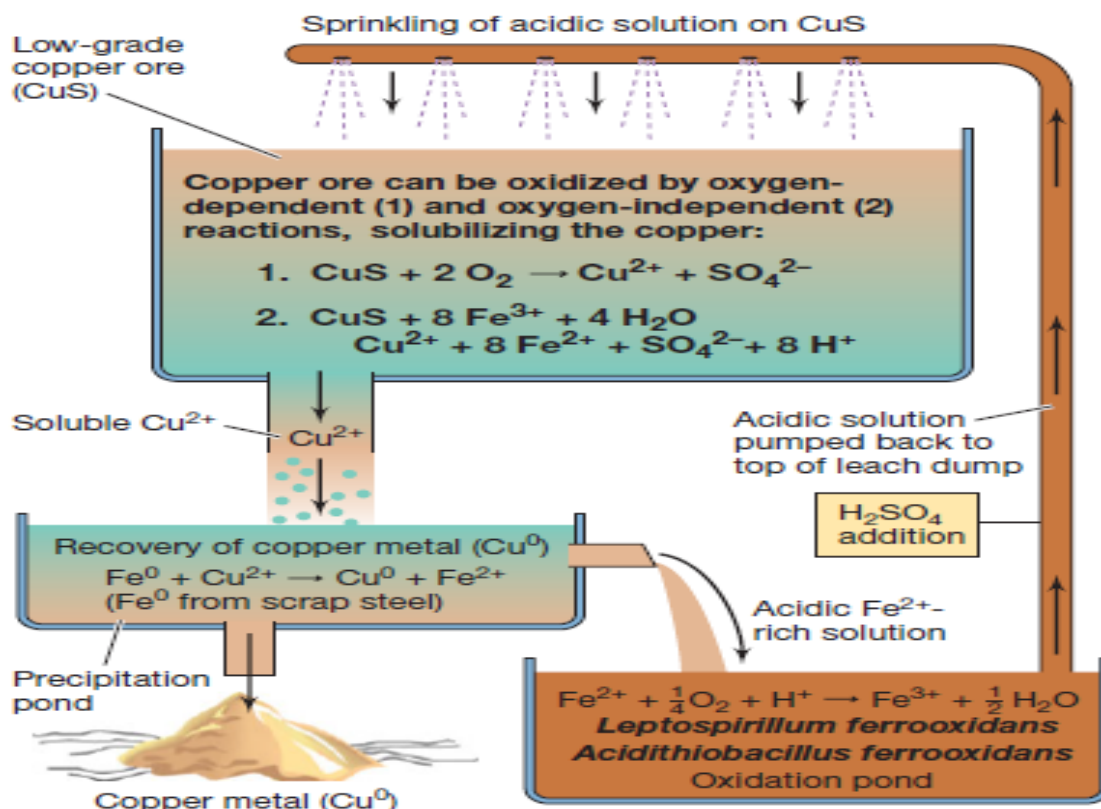 Sprinkling of acidic solution on CuS
Low-grade
copper ore
(CuS)
Copper ore can be oxidized by oxygen-
dependent (1) and oxygen-independent (2)
reactions, solubilizing the copper:
1. CuS + 2 O₂ → Cu²⁺ + SO₄²⁻
2. CuS + 8 Fe³⁺ + 4 H₂O
Cu²⁺ + 8 Fe²⁺ + SO₄²⁻ + 8 H⁺
Soluble Cu²⁺
Cu²⁺
Acidic solution
pumped back to
top of leach dump
H₂SO₄
addition
Recovery of copper metal (Cu⁰)
Fe⁰ + Cu²⁺ → Cu⁰ + Fe²⁺
(Fe⁰ from scrap steel)
Acidic Fe²⁺-
rich solution
Precipitation
pond
Fe²⁺ + ¼O₂ + H⁺ → Fe³⁺ + ½ H₂O
Leptospirillum ferrooxidans
Acidithiobacillus ferrooxidans
Oxidation pond
Copper metal (Cu⁰)